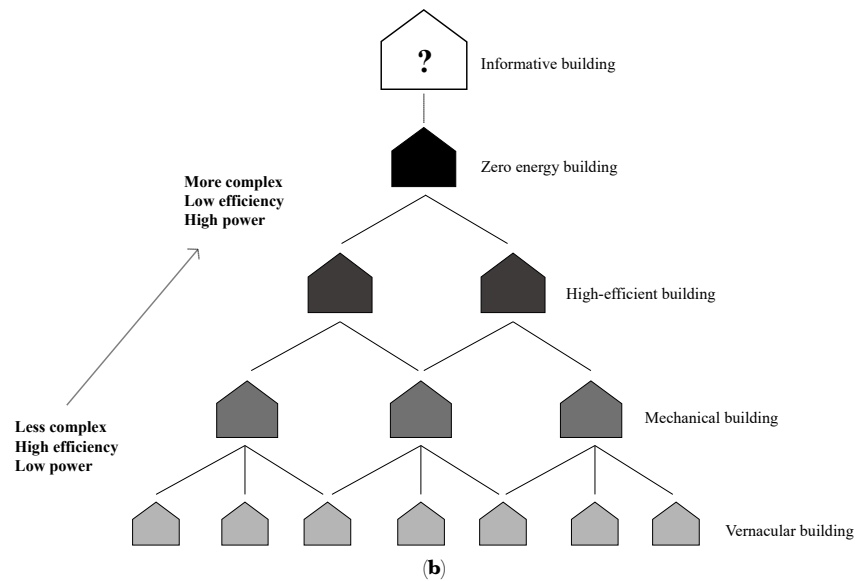 ?
Informative building
Zero energy building
More complex
Low efficiency
High power
High-efficient building
Less complex
High efficiency
Low power
Mechanical building
Vernacular building
(b)